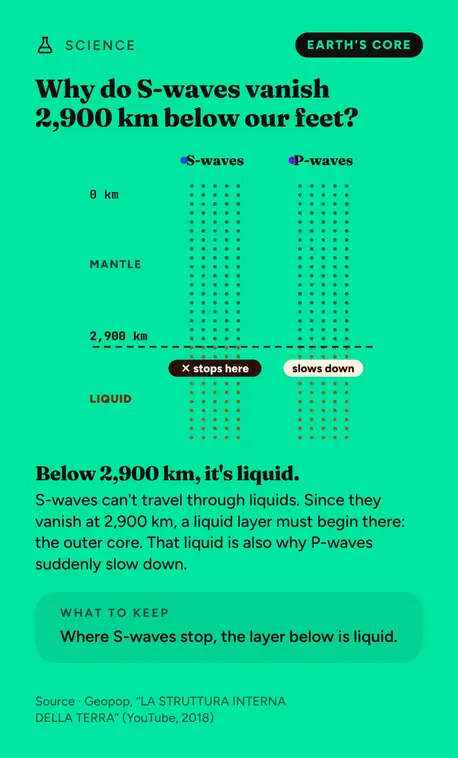 SCIENCE
EARTH'S CORE
Why do S-waves vanish
2,900 km below our feet?
S-waves
P-waves
0 km
MANTLE
2,900 km
✕ stops here
slows down
LIQUID
Below 2,900 km, it's liquid.
S-waves can't travel through liquids. Since they
vanish at 2,900 km, a liquid layer must begin there:
the outer core. That liquid is also why P-waves
suddenly slow down.
WHAT TO KEEP
Where S-waves stop, the layer below is liquid.
Source · Geopop, "LA STRUTTURA INTERNA
DELLA TERRA" (YouTube, 2018)